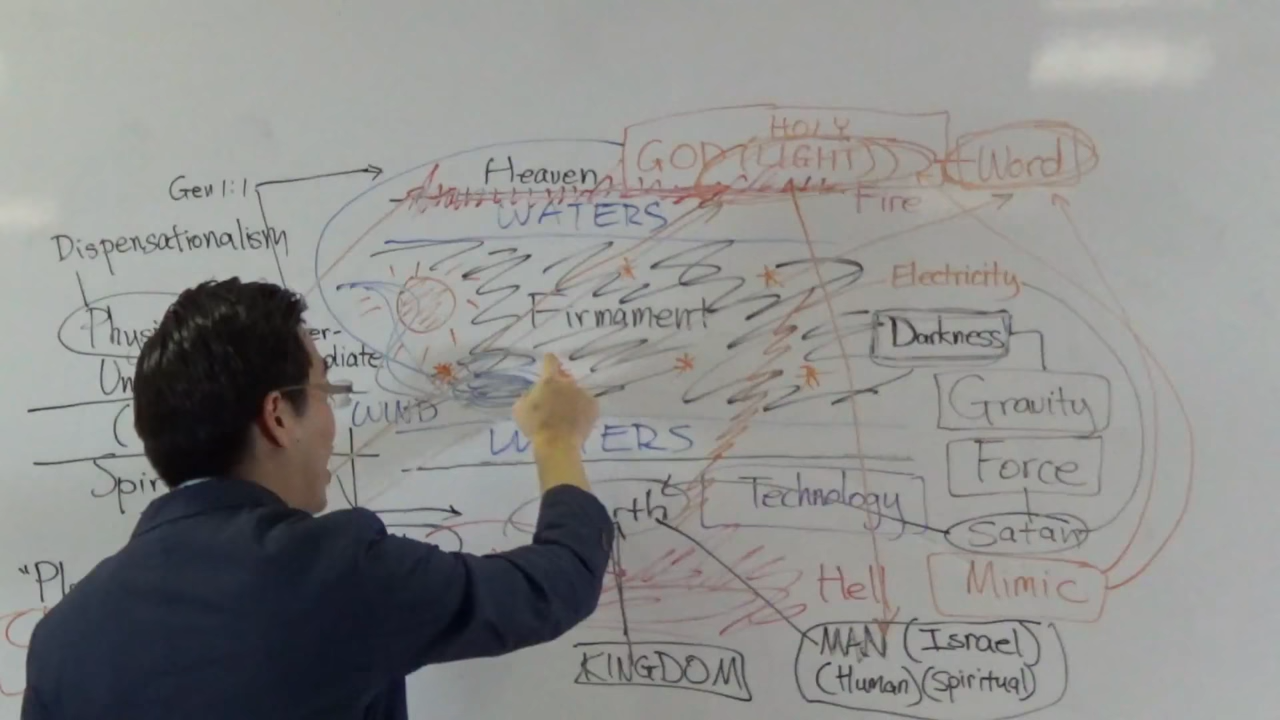 HOLY
Heaven GOD (LIGHT) Word
Gen 1:1
WATERS Fire
Dispensationalism
Electricity
Firmament
Darkness
WIND
Gravity
WATERS
Force
Technology
Satan
Hell Mimic
MAN (Israel)
KINGDOM (Human) (Spiritual)